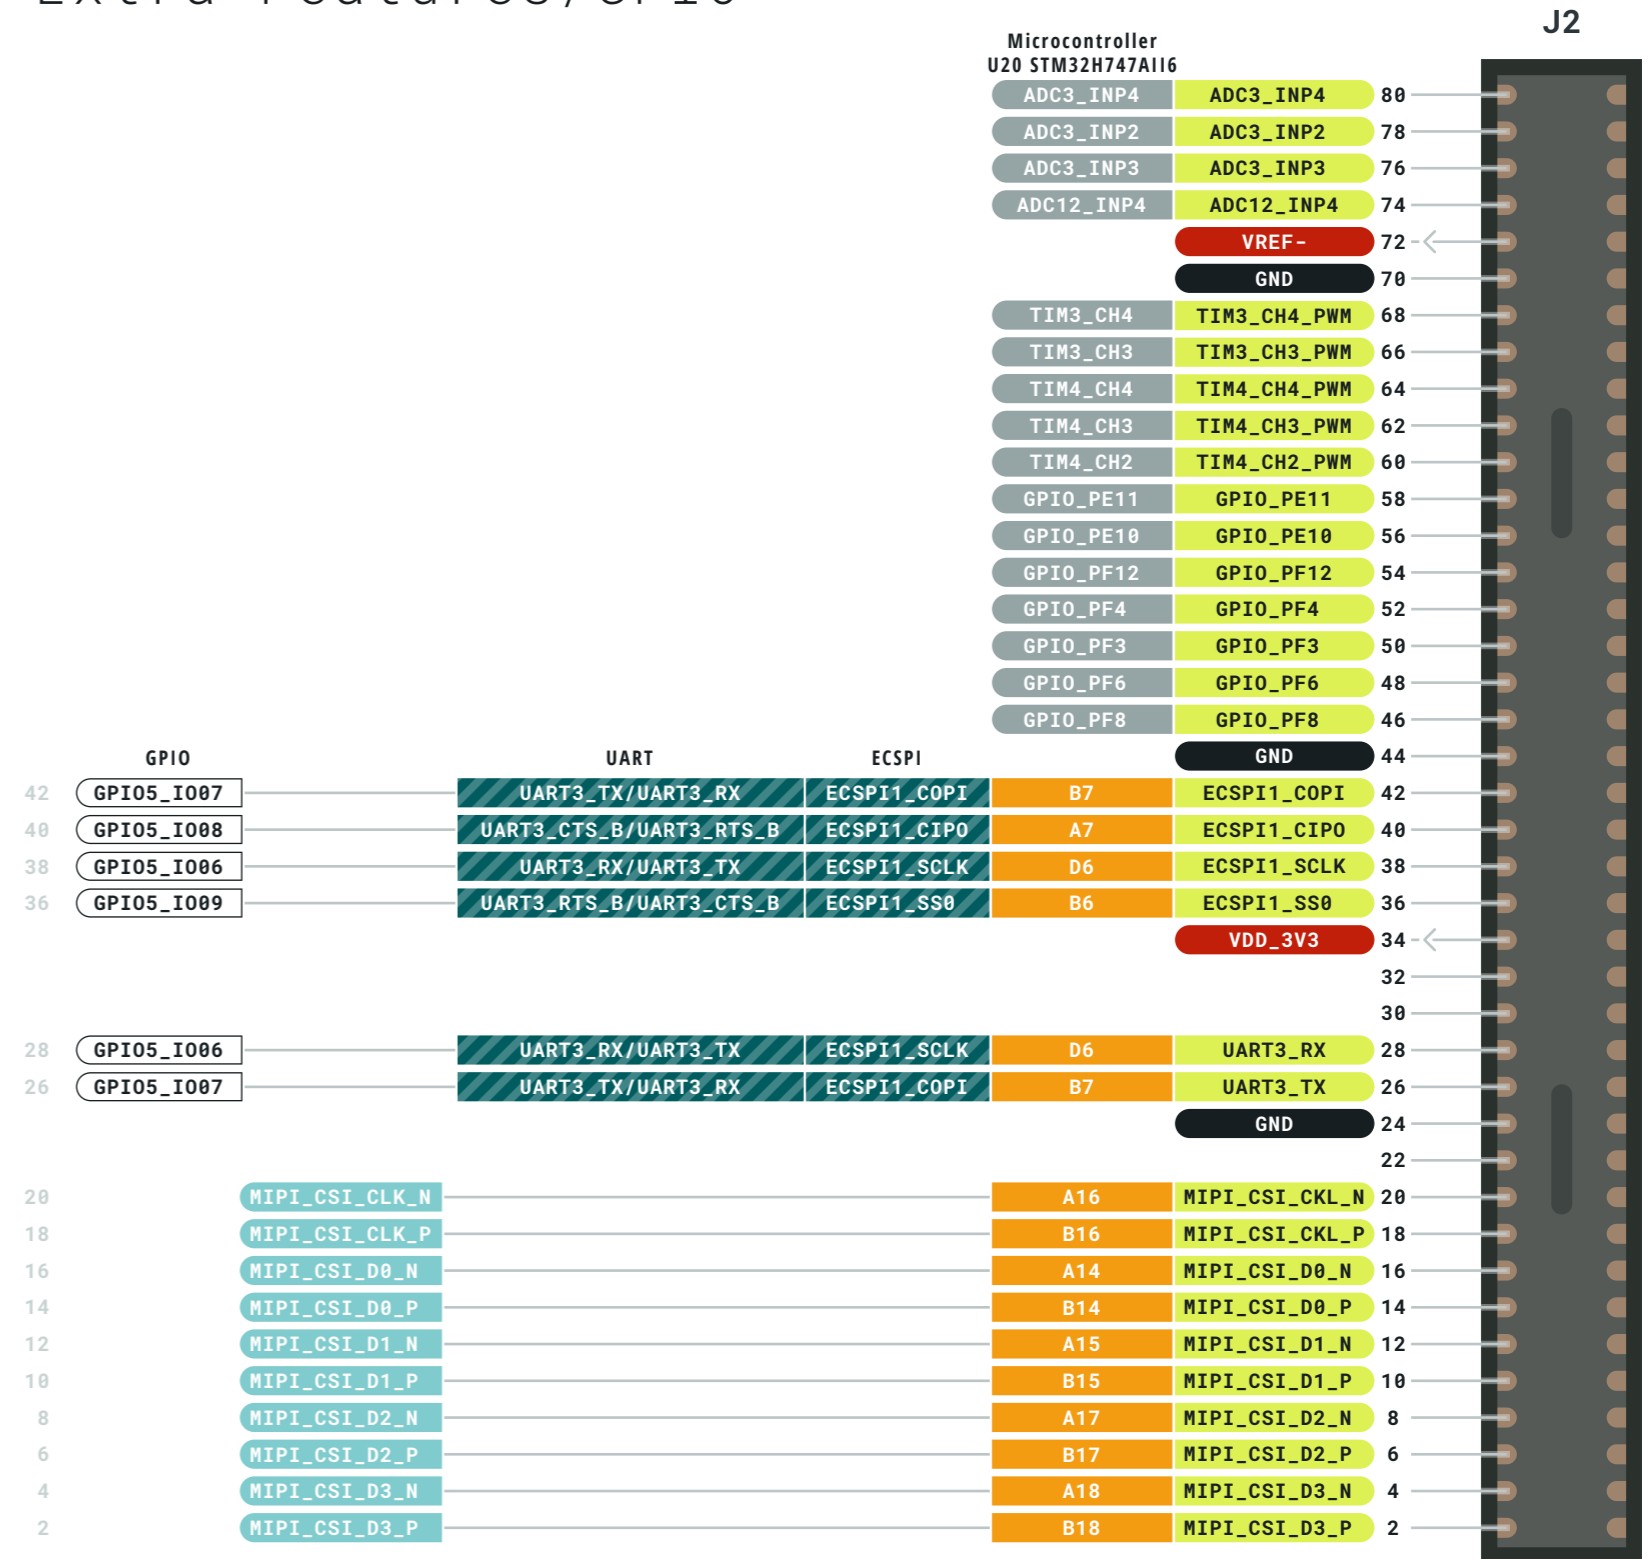 Extra Features/GPIO
J2
Microcontroller
U20 STM32H747AII6
ADC3_INP4 ADC3_INP4 80
ADC3_INP2 ADC3_INP2 78
ADC3_INP3 ADC3_INP3 76
ADC12_INP4 ADC12_INP4 74
VREF- 72
GND 70
TIM3_CH4 TIM3_CH4_PWM 68
TIM3_CH3 TIM3_CH3_PWM 66
TIM4_CH4 TIM4_CH4_PWM 64
TIM4_CH3 TIM4_CH3_PWM 62
TIM4_CH2 TIM4_CH2_PWM 60
GPIO_PE11 GPIO_PE11 58
GPIO_PE10 GPIO_PE10 56
GPIO_PF12 GPIO_PF12 54
GPIO_PF4 GPIO_PF4 52
GPIO_PF3 GPIO_PF3 50
GPIO_PF6 GPIO_PF6 48
GPIO_PF8 GPIO_PF8 46
GPIO UART ECSPI GND 44
42 GPIO5_IO07 UART3_TX/UART3_RX ECSPI1_COPI B7 ECSPI1_COPI 42
40 GPIO5_IO08 UART3_CTS_B/UART3_RTS_B ECSPI1_CIPO A7 ECSPI1_CIPO 40
38 GPIO5_IO06 UART3_RX/UART3_TX ECSPI1_SCLK D6 ECSPI1_SCLK 38
36 GPIO5_IO09 UART3_RTS_B/UART3_CTS_B ECSPI1_SS0 B6 ECSPI1_SS0 36
VDD_3V3 34
32
30
28 GPIO5_IO06 UART3_RX/UART3_TX ECSPI1_SCLK D6 UART3_RX 28
26 GPIO5_IO07 UART3_TX/UART3_RX ECSPI1_COPI B7 UART3_TX 26
GND 24
22
20 MIPI_CSI_CLK_N A16 MIPI_CSI_CKL_N 20
18 MIPI_CSI_CLK_P B16 MIPI_CSI_CKL_P 18
16 MIPI_CSI_D0_N A14 MIPI_CSI_D0_N 16
14 MIPI_CSI_D0_P B14 MIPI_CSI_D0_P 14
12 MIPI_CSI_D1_N A15 MIPI_CSI_D1_N 12
10 MIPI_CSI_D1_P B15 MIPI_CSI_D1_P 10
8 MIPI_CSI_D2_N A17 MIPI_CSI_D2_N 8
6 MIPI_CSI_D2_P B17 MIPI_CSI_D2_P 6
4 MIPI_CSI_D3_N A18 MIPI_CSI_D3_N 4
2 MIPI_CSI_D3_P B18 MIPI_CSI_D3_P 2